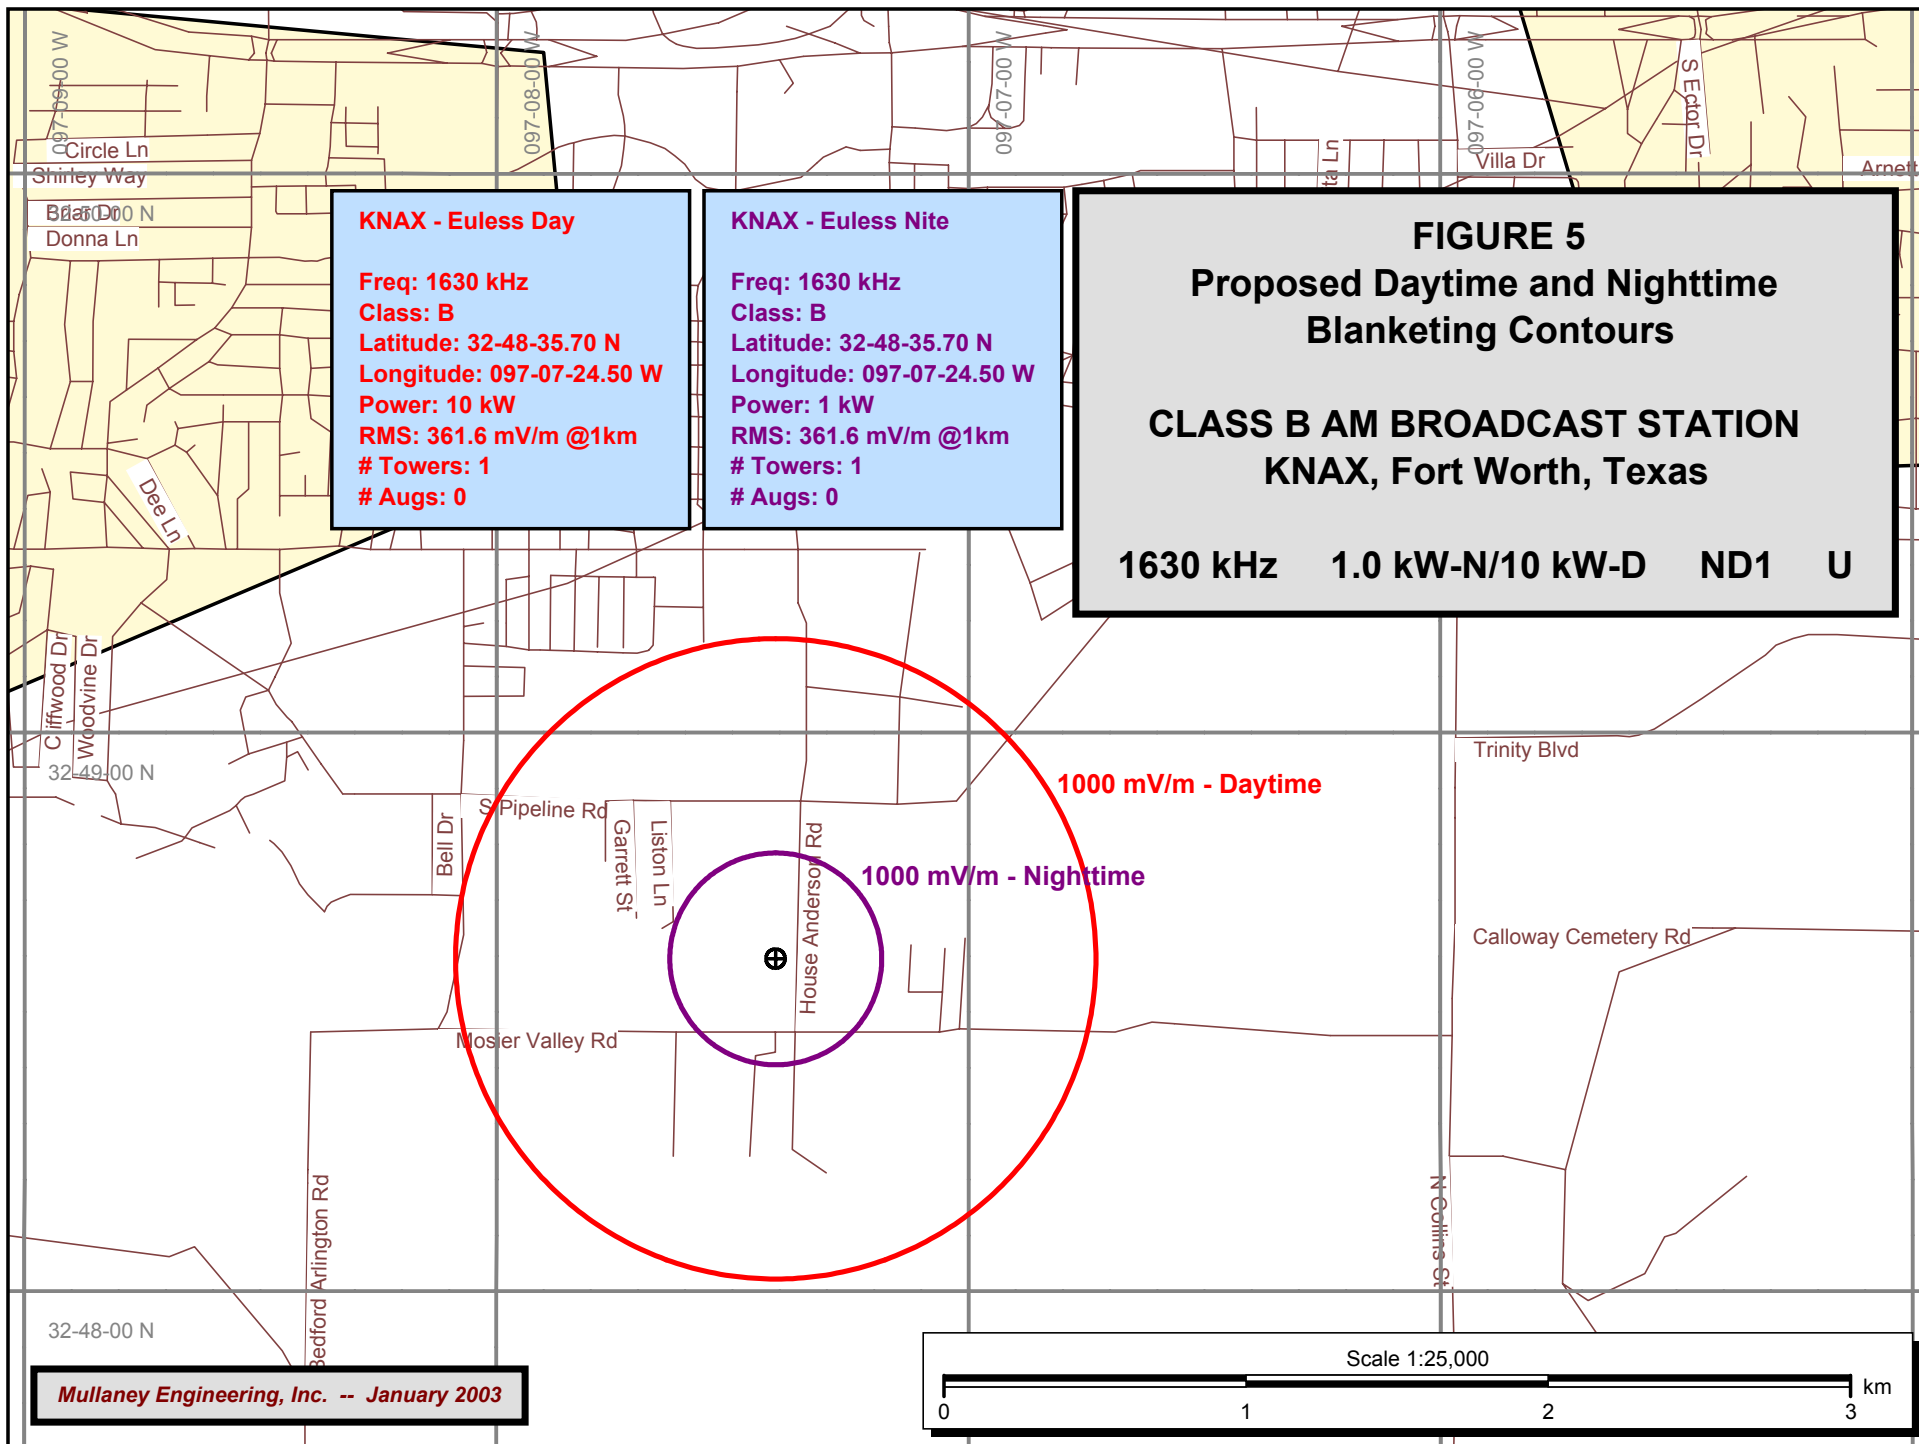 097-09-00 W
097-08-00 W
097-07-00 W
097-06-00 W
S Ector Dr
Circle Ln
Shirley Way
Briar Dr
32-50-00 N
Donna Ln
ta Ln
Villa Dr
Arnett
KNAX - Euless Day
Freq: 1630 kHz
Class: B
Latitude: 32-48-35.70 N
Longitude: 097-07-24.50 W
Power: 10 kW
RMS: 361.6 mV/m @1km
# Towers: 1
# Augs: 0
KNAX - Euless Nite
Freq: 1630 kHz
Class: B
Latitude: 32-48-35.70 N
Longitude: 097-07-24.50 W
Power: 1 kW
RMS: 361.6 mV/m @1km
# Towers: 1
# Augs: 0
FIGURE 5
Proposed Daytime and Nighttime
Blanketing Contours
CLASS B AM BROADCAST STATION
KNAX, Fort Worth, Texas
1630 kHz 1.0 kW-N/10 kW-D ND1 U
Dee Ln
Cliffwood Dr
Woodvine Dr
32-49-00 N
Trinity Blvd
1000 mV/m - Daytime
S Pipeline Rd
Bell Dr
Garrett St
Liston Ln
House Anderson Rd
1000 mV/m - Nighttime
Calloway Cemetery Rd
Mosier Valley Rd
Bedford Arlington Rd
N Collins St
32-48-00 N
Mullaney Engineering, Inc. -- January 2003
Scale 1:25,000
km
0 1 2 3